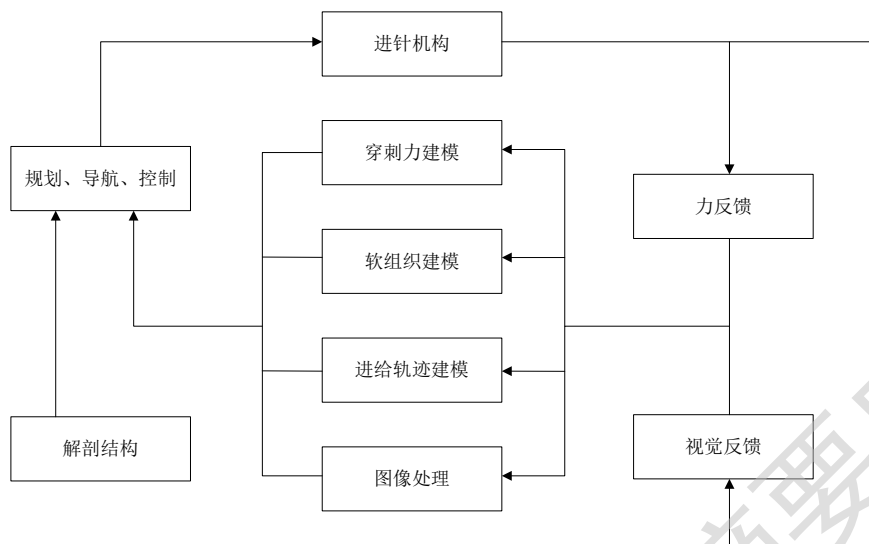 进针机构
穿刺力建模
规划、导航、控制
力反馈
软组织建模
进给轨迹建模
解剖结构
视觉反馈
图像处理
要